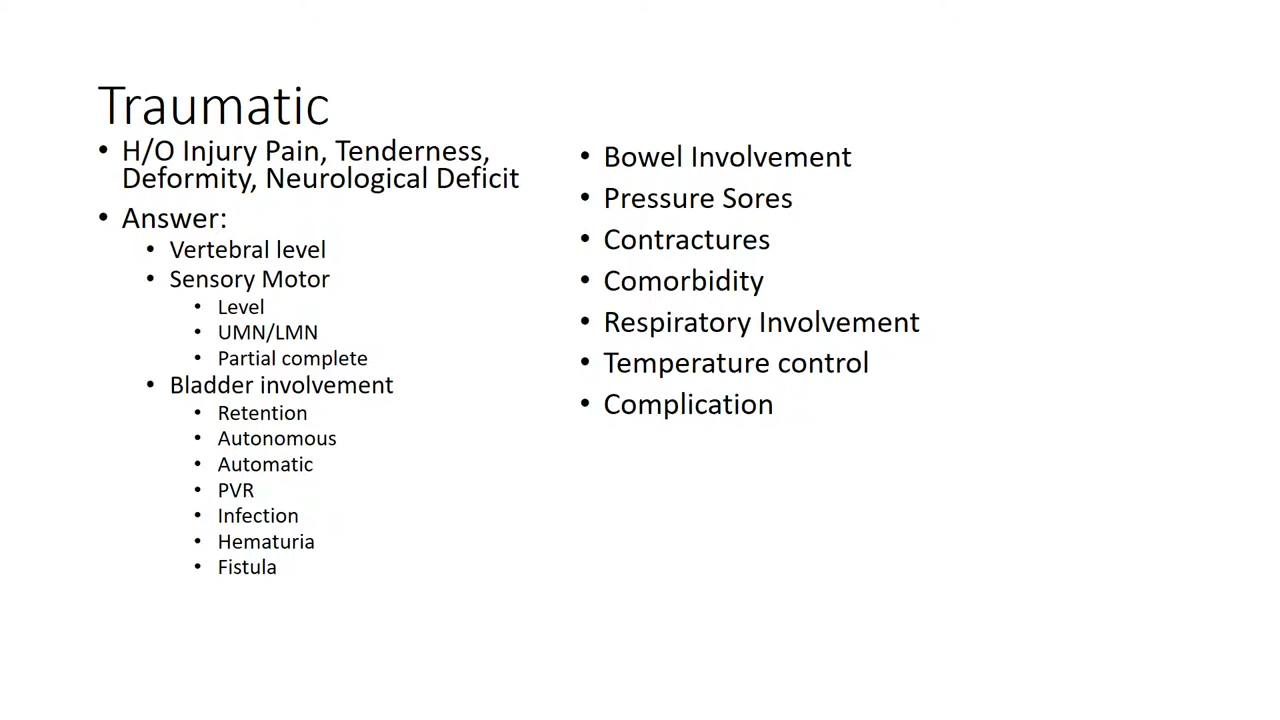 Traumatic
• H/O Injury Pain, Tenderness,
Deformity, Neurological Deficit
• Answer:
• Vertebral level
• Sensory Motor
• Level
• UMN/LMN
• Partial complete
• Bladder involvement
• Retention
• Autonomous
• Automatic
• PVR
• Infection
• Hematuria
• Fistula
• Bowel Involvement
• Pressure Sores
• Contractures
• Comorbidity
• Respiratory Involvement
• Temperature control
• Complication